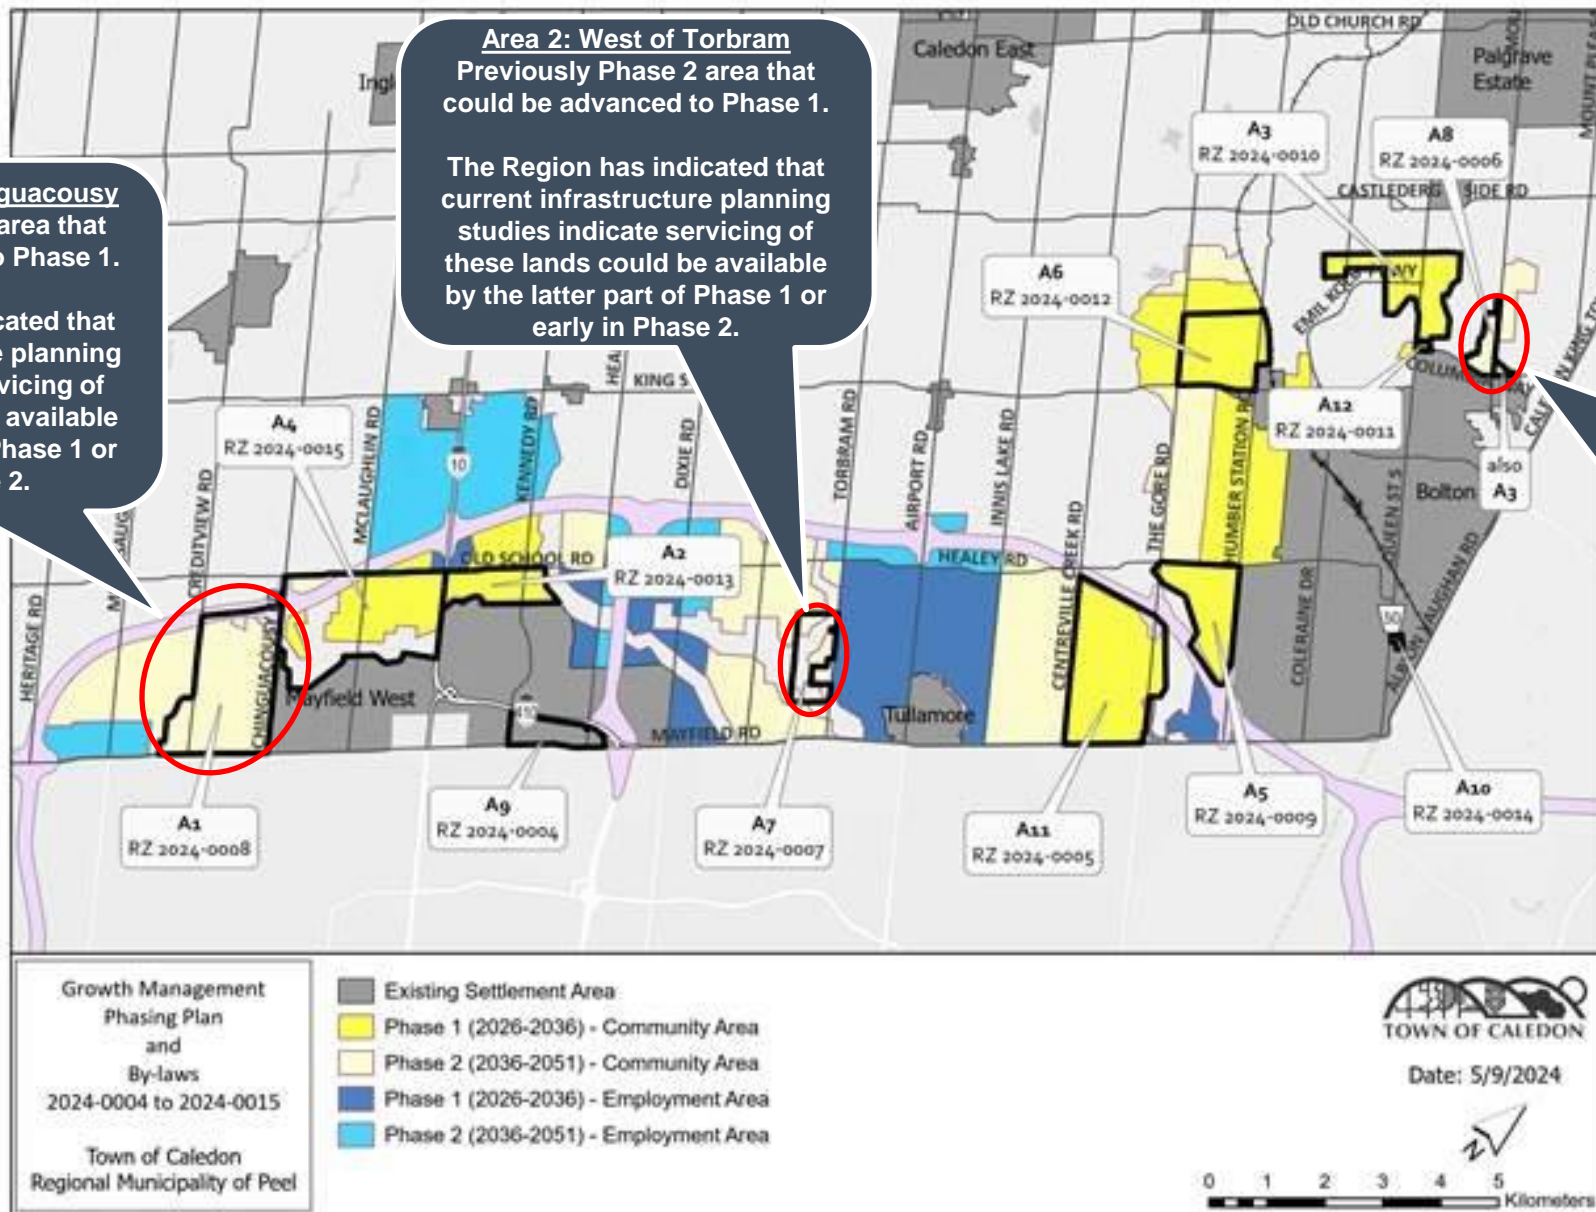 Area 2: West of Torbram
Previously Phase 2 area that
could be advanced to Phase 1.
The Region has indicated that
current infrastructure planning
studies indicate servicing of
these lands could be available
by the latter part of Phase 1 or
early in Phase 2.
guacousy
area that
Phase 1.
cated that
planning
vicing of
available
Phase 1 or
2.
OLD CHURCH RD
Caledon East
Palgrave
Estate
A3
RZ 2024-0010
A8
RZ 2024-0006
CASTLEDERG SIDE RD
A6
RZ 2024-0012
EMIL KOL
PKWY
KING S
A12
RZ 2024-0011
also
A3
Bolton
A4
RZ 2024-0015
10
MCLAUGHLIN RD
KENNEDY RD
DIXIE RD
TORBRAM RD
AIRPORT RD
INNIS LAKE RD
CENTREVILLE CREEK RD
THE GORE RD
HUMBER STATION RD
COLERAINE DR
QUEEN ST S
50
HERITAGE RD
CREDITVIEW RD
CHINGUACOUSY
OLD SCHOOL RD
A2
RZ 2024-0013
HEALEY RD
Mayfield West
410
MAYFIELD RD
Tullamore
A1
RZ 2024-0008
A9
RZ 2024-0004
A7
RZ 2024-0007
A11
RZ 2024-0005
A5
RZ 2024-0009
A10
RZ 2024-0014
Growth Management
Phasing Plan
and
By-laws
2024-0004 to 2024-0015
Town of Caledon
Regional Municipality of Peel
Existing Settlement Area
Phase 1 (2026-2036) - Community Area
Phase 2 (2036-2051) - Community Area
Phase 1 (2026-2036) - Employment Area
Phase 2 (2036-2051) - Employment Area
TOWN OF CALEDON
Date: 5/9/2024
N
0 1 2 3 4 5
Kilometers